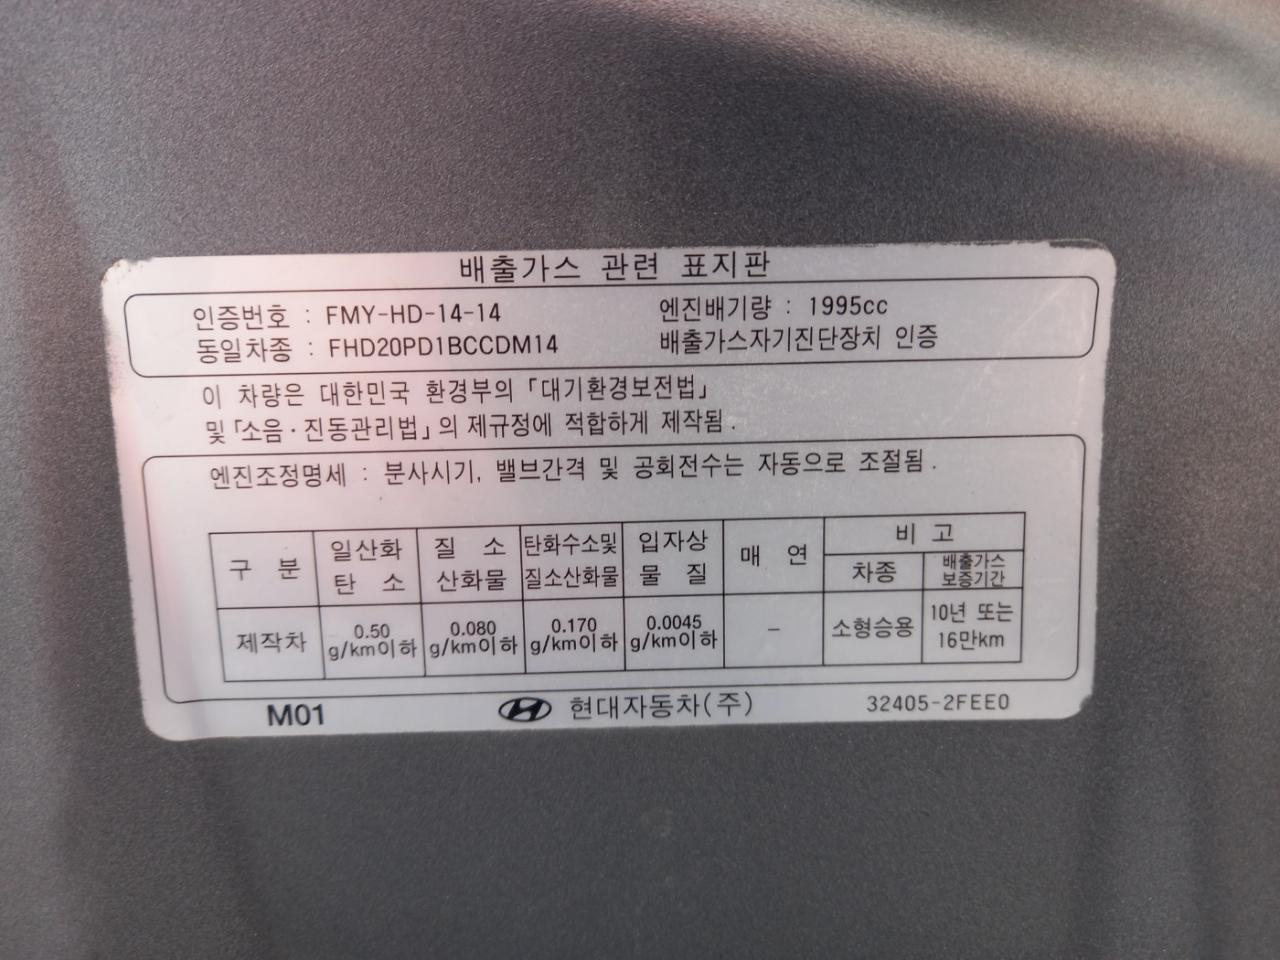 배출가스 관련 표지판
인증번호 : FMY-HD-14-14 엔진배기량 : 1995cc
동일차종 : FHD20PD1BCCDM14 배출가스자기진단장치 인증
이 차량은 대한민국 환경부의 「대기환경보전법」
및 「소음·진동관리법」의 제규정에 적합하게 제작됨.
엔진조정명세 : 분사시기, 밸브간격 및 공회전수는 자동으로 조절됨.
구 분 일산화 탄 소 질 소 산화물 탄화수소및 질소산화물 입자상 물 질 매 연 비 고
차종 배출가스 보증기간
제작차 0.50 g/km이하 0.080 g/km이하 0.170 g/km이하 0.0045 g/km이하 - 소형승용 10년 또는 16만km
M01 현대자동차(주) 32405-2FEE0